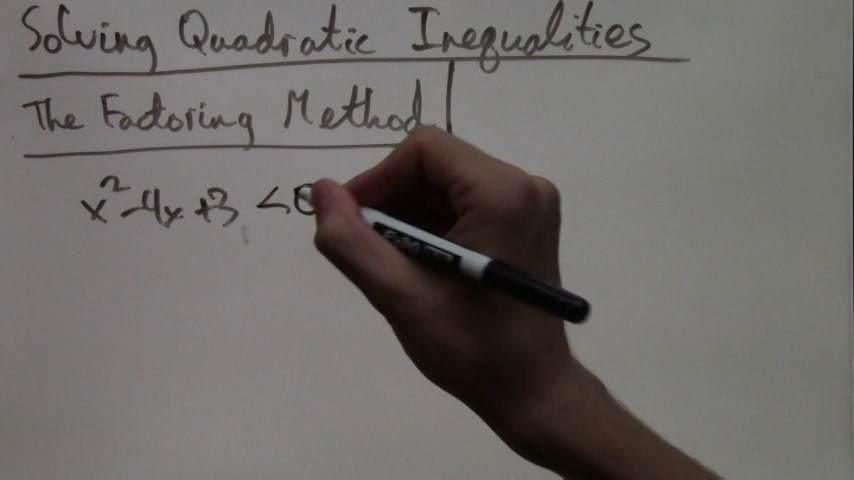 Solving Quadratic Inequalities
The Factoring Method
x²-4x+3 <0